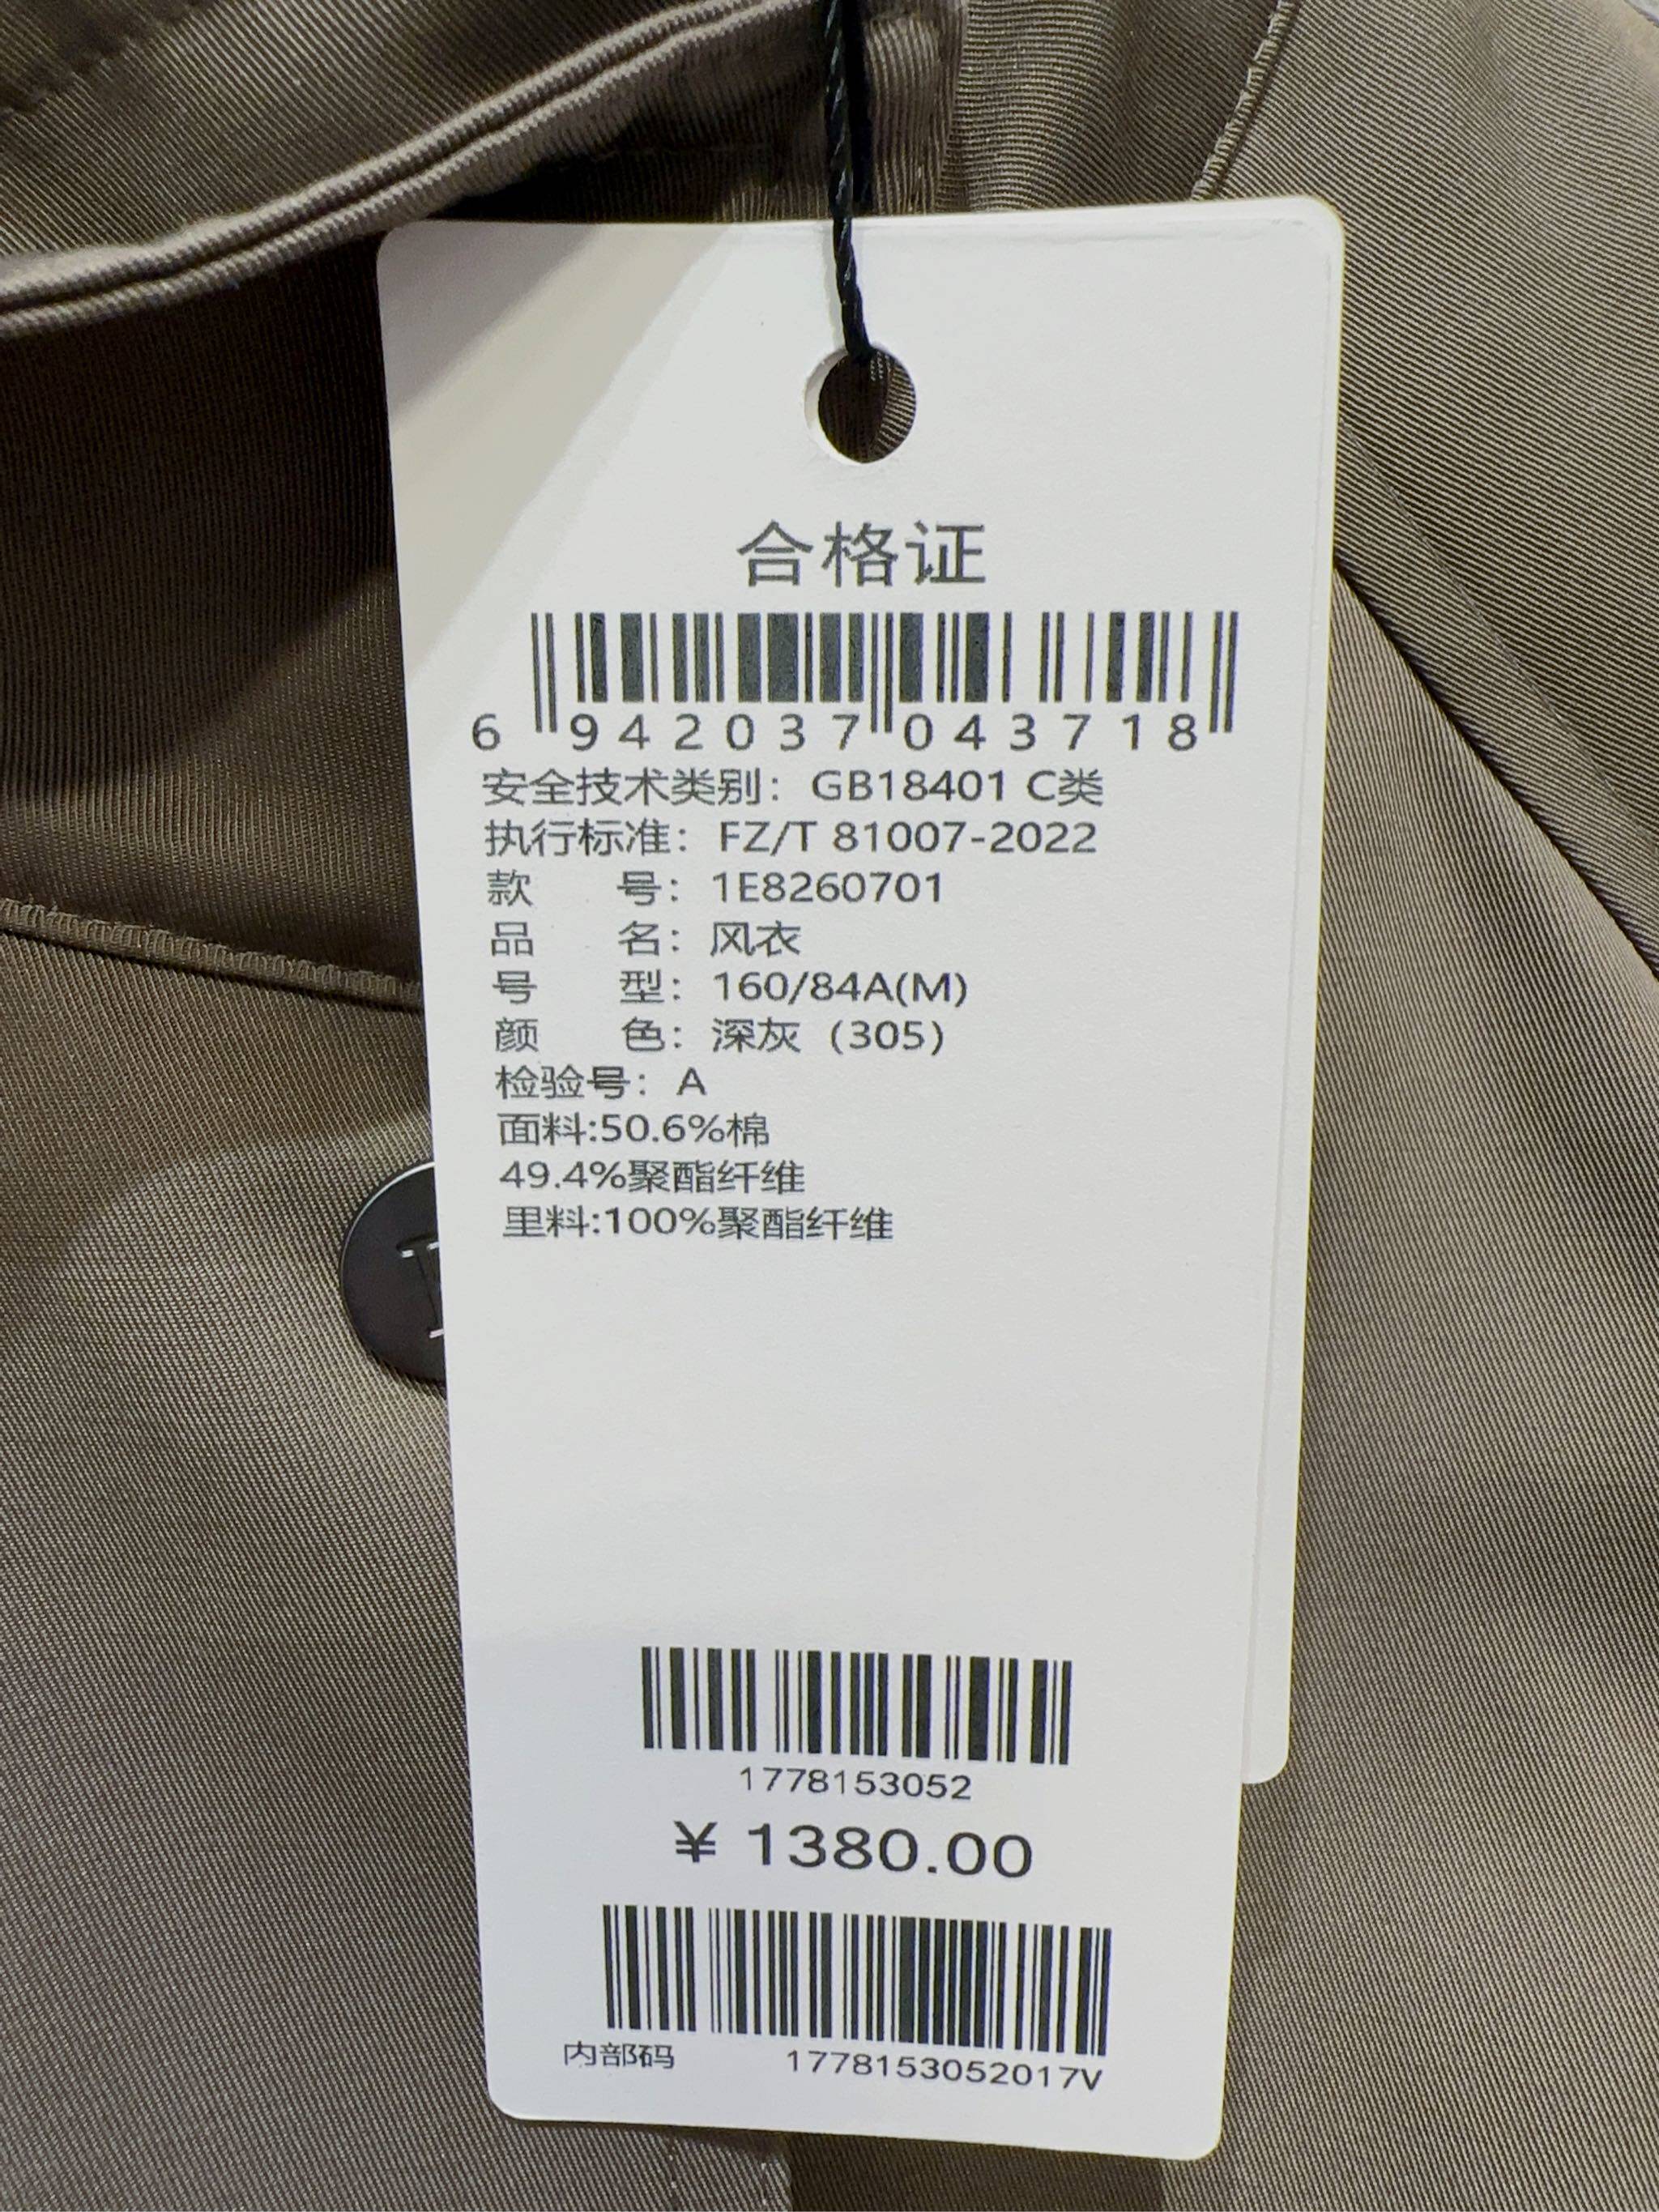 合格证
6 942037 043718
安全技术类别：GB18401 C类
执行标准：FZ/T 81007-2022
款 号：1E8260701
品 名：风衣
号 型：160/84A(M)
颜 色：深灰（305）
检验号：A
面料:50.6%棉
49.4%聚酯纤维
里料:100%聚酯纤维
1778153052
¥ 1380.00
内部码 1778153052017V